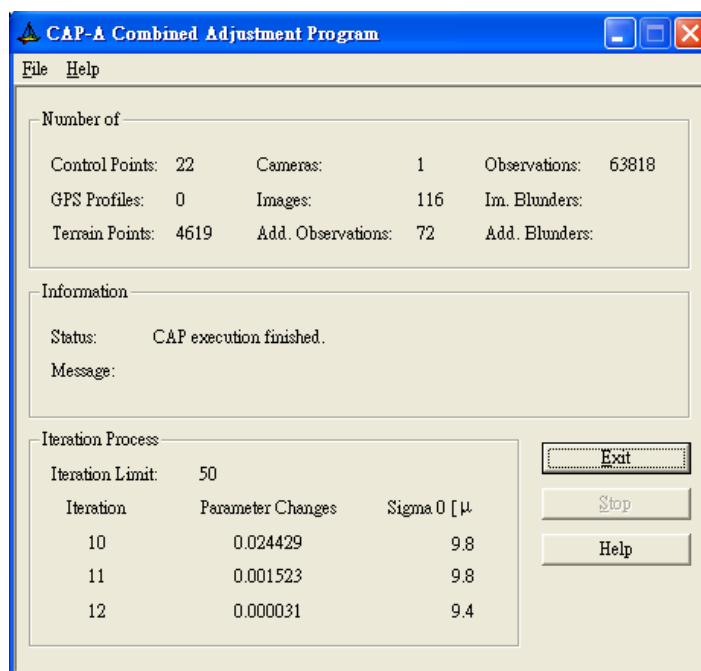 CAP-A Combined Adjustment Program
File Help
Number of
Control Points: 22 Cameras: 1 Observations: 63818
GPS Profiles: 0 Images: 116 Im. Blunders:
Terrain Points: 4619 Add. Observations: 72 Add. Blunders:
Information
Status: CAP execution finished.
Message:
Iteration Process
Iteration Limit: 50
Iteration Parameter Changes Sigma 0 [μ
10 0.024429 9.8
11 0.001523 9.8
12 0.000031 9.4
Exit
Stop
Help